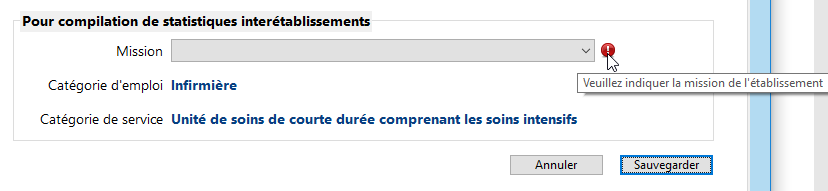 Pour compilation de statistiques interétablissements
Mission
Veuillez indiquer la mission de l'établissement
Catégorie d'emploi Infirmière
Catégorie de service Unité de soins de courte durée comprenant les soins intensifs
Annuler Sauvegarder